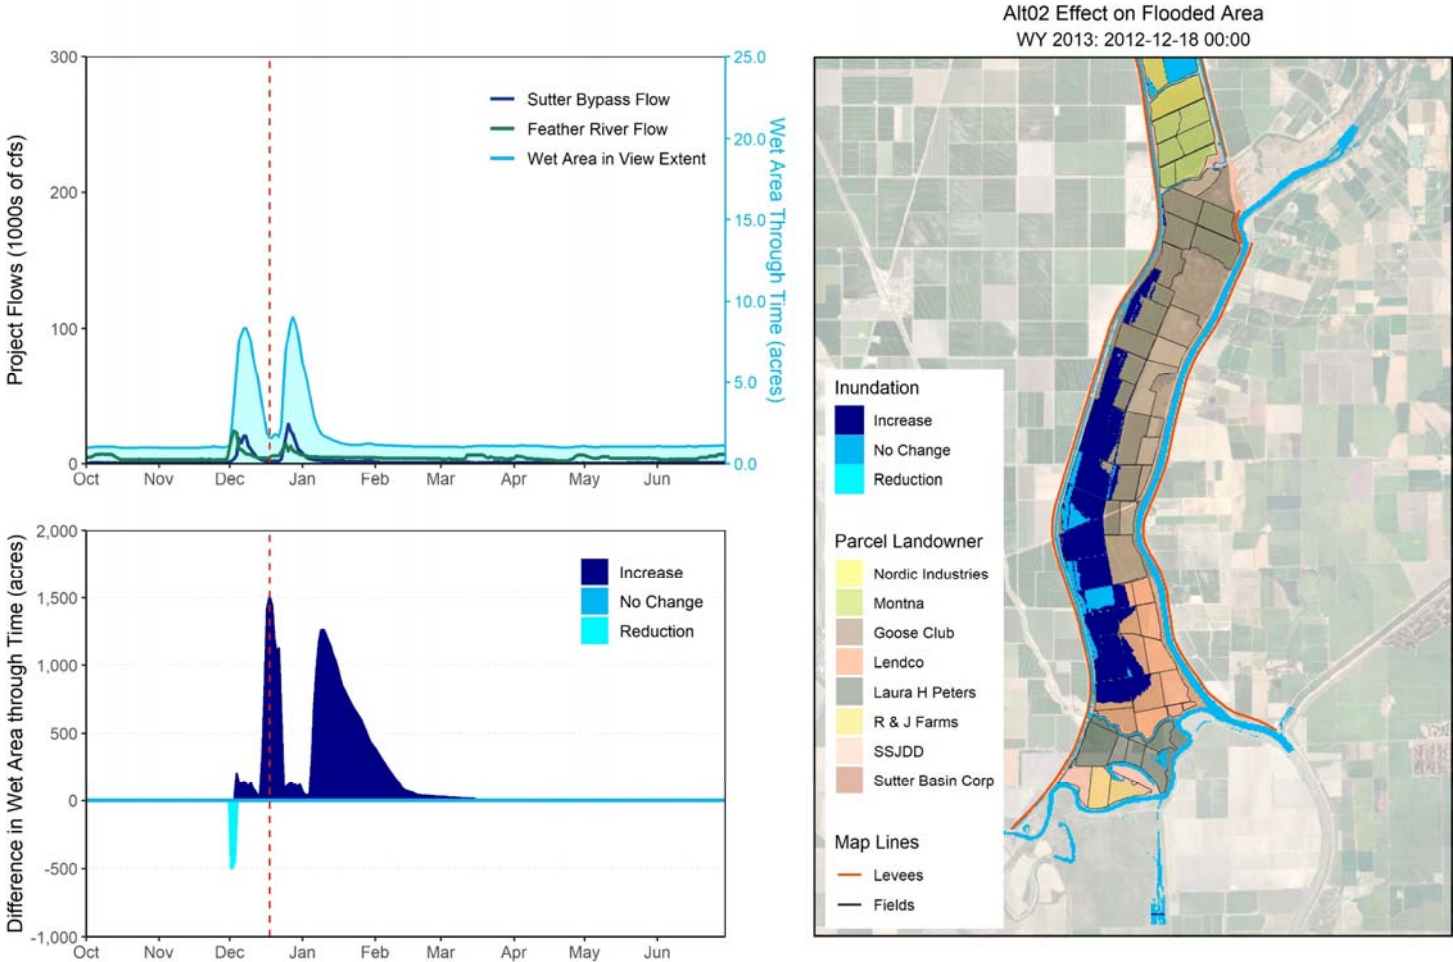 Alt02 Effect on Flooded Area
WY 2013: 2012-12-18 00:00
Project Flows (1000s of cfs)
300
200
100
0
Sutter Bypass Flow
Feather River Flow
Wet Area in View Extent
25.0
20.0
15.0
10.0
5.0
0.0
Wet Area Through Time (acres)
Oct Nov Dec Jan Feb Mar Apr May Jun
Difference in Wet Area through Time (acres)
2,000
1,500
1,000
500
0
-500
-1,000
Increase
No Change
Reduction
Oct Nov Dec Jan Feb Mar Apr May Jun
Inundation
Increase
No Change
Reduction
Parcel Landowner
Nordic Industries
Montna
Goose Club
Lendco
Laura H Peters
R & J Farms
SSJDD
Sutter Basin Corp
Map Lines
Levees
Fields